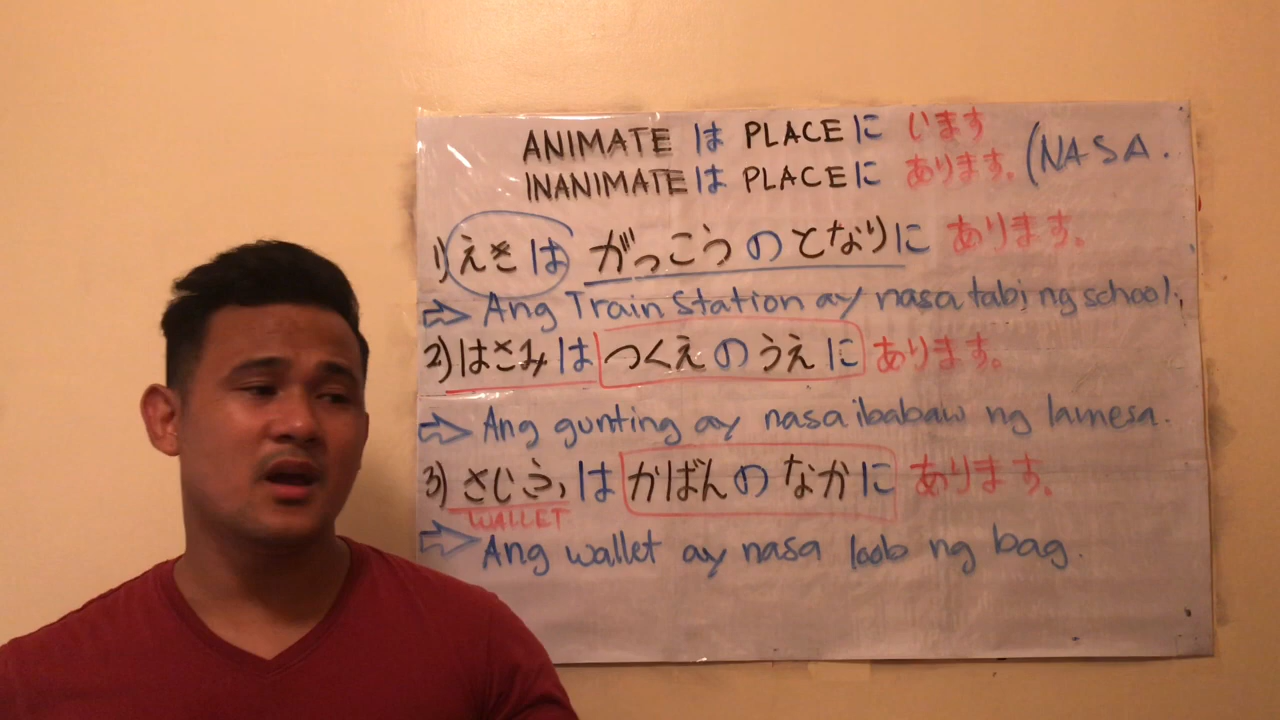 ANIMATE は PLACE に います
INANIMATE は PLACE に あります。 (NASA.
1) えきは がっこうのとなりに あります。
⇒ Ang Train Station ay nasa tabi ng school.
2) はさみは つくえのうえに あります。
⇒ Ang gunting ay nasa ibabaw ng lamesa.
3) は かばんの なかに あります。
WALLET
⇒ Ang wallet ay nasa loob ng bag.